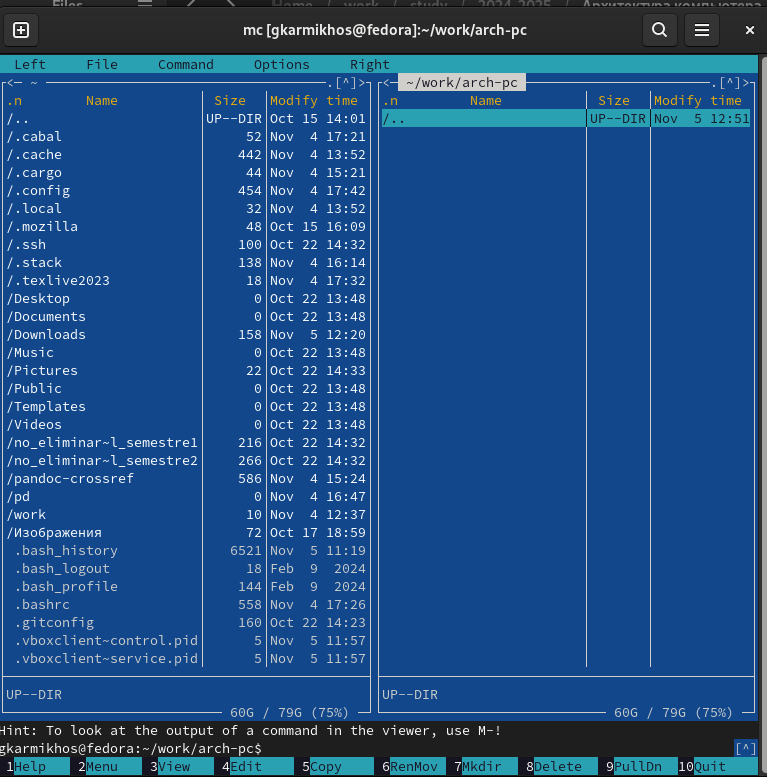 Files
Home / work / study / 2024-2025 / Архитектура компьютера
mc [gkarmikhos@fedora]:~/work/arch-pc
Left File Command Options Right
<- ~ .[^]>
.n Name Size Modify time
/.. UP--DIR Oct 15 14:01
/.cabal 52 Nov 4 17:21
/.cache 442 Nov 4 13:52
/.cargo 44 Nov 4 15:21
/.config 454 Nov 4 17:42
/.local 32 Nov 4 13:52
/.mozilla 48 Oct 15 16:09
/.ssh 100 Oct 22 14:32
/.stack 138 Nov 4 16:14
/.texlive2023 18 Nov 4 17:32
/Desktop 0 Oct 22 13:48
/Documents 0 Oct 22 13:48
/Downloads 158 Nov 5 12:20
/Music 0 Oct 22 13:48
/Pictures 22 Oct 22 14:33
/Public 0 Oct 22 13:48
/Templates 0 Oct 22 13:48
/Videos 0 Oct 22 13:48
/no_eliminar~l_semestre1 216 Oct 22 14:32
/no_eliminar~l_semestre2 266 Oct 22 14:32
/pandoc-crossref 586 Nov 4 15:24
/pd 0 Nov 4 16:47
/work 10 Nov 4 12:37
/Изображения 72 Oct 17 18:59
.bash_history 6521 Nov 5 11:19
.bash_logout 18 Feb 9 2024
.bash_profile 144 Feb 9 2024
.bashrc 558 Nov 4 17:26
.gitconfig 160 Oct 22 14:23
.vboxclient~control.pid 5 Nov 5 11:57
.vboxclient~service.pid 5 Nov 5 11:57
UP--DIR
60G / 79G (75%)
<- ~/work/arch-pc .[^]>
.n Name Size Modify time
/.. UP--DIR Nov 5 12:51
UP--DIR
60G / 79G (75%)
Hint: To look at the output of a command in the viewer, use M-!
gkarmikhos@fedora:~/work/arch-pc$ [^]
1Help 2Menu 3View 4Edit 5Copy 6RenMov 7Mkdir 8Delete 9PullDn 10Quit